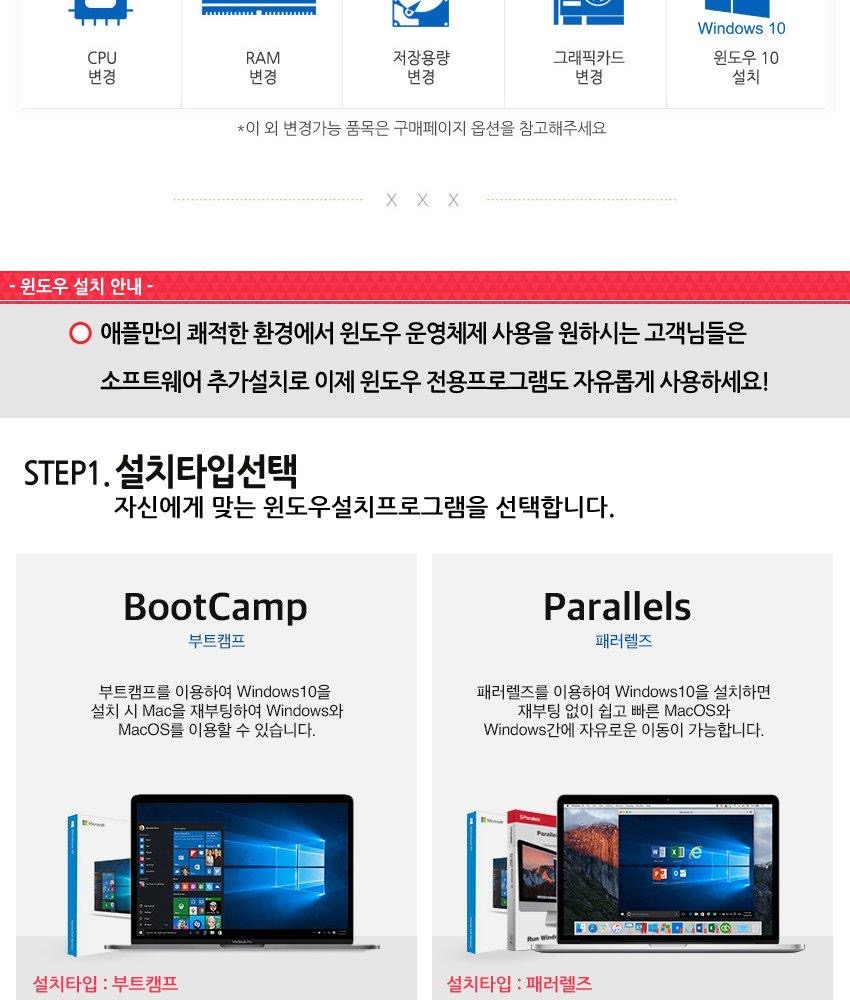 Windows 10
CPU
변경
RAM
변경
저장용량
변경
그래픽카드
변경
윈도우 10
설치
*이 외 변경가능 품목은 구매페이지 옵션을 참고해주세요
X X X
- 윈도우 설치 안내 -
애플만의 쾌적한 환경에서 윈도우 운영체제 사용을 원하시는 고객님들은
소프트웨어 추가설치로 이제 윈도우 전용프로그램도 자유롭게 사용하세요!
STEP1. 설치타입선택
자신에게 맞는 윈도우설치프로그램을 선택합니다.
BootCamp
부트캠프
부트캠프를 이용하여 Windows10을
설치 시 Mac을 재부팅하여 Windows와
MacOS를 이용할 수 있습니다.
Microsoft
MacBook Pro
설치타입 : 부트캠프
Parallels
패러렐즈
패러렐즈를 이용하여 Windows10을 설치하면
재부팅 없이 쉽고 빠른 MacOS와
Windows간에 자유로운 이동이 가능합니다.
Microsoft
Parallels
Run Windo
설치타입 : 패러렐즈